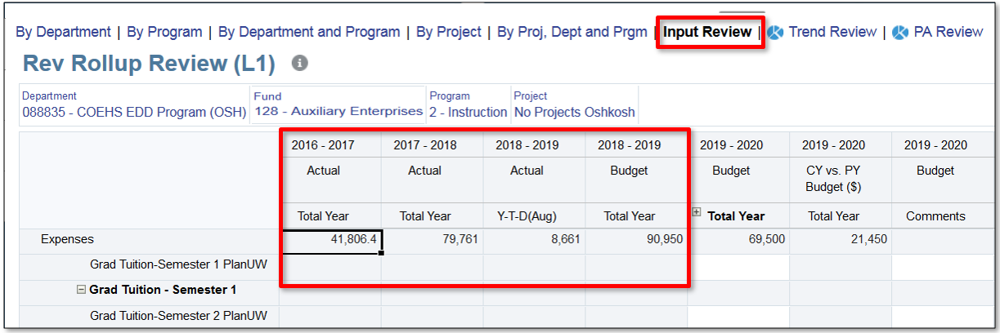 By Department | By Program | By Department and Program | By Project | By Proj, Dept and Prgm | Input Review | Trend Review | PA Review
Rev Rollup Review (L1)
Department Fund Program Project
088835 - COEHS EDD Program (OSH) 128 - Auxiliary Enterprises 2 - Instruction No Projects Oshkosh
2016 - 2017 2017 - 2018 2018 - 2019 2018 - 2019 2019 - 2020 2019 - 2020 2019 - 2020
Actual Actual Actual Budget Budget CY vs. PY Budget
Budget ($)
Total Year Total Year Y-T-D(Aug) Total Year Total Year Total Year Comments
Expenses 41,806.4 79,761 8,661 90,950 69,500 21,450
Grad Tuition-Semester 1 PlanUW
Grad Tuition - Semester 1
Grad Tuition-Semester 2 PlanUW